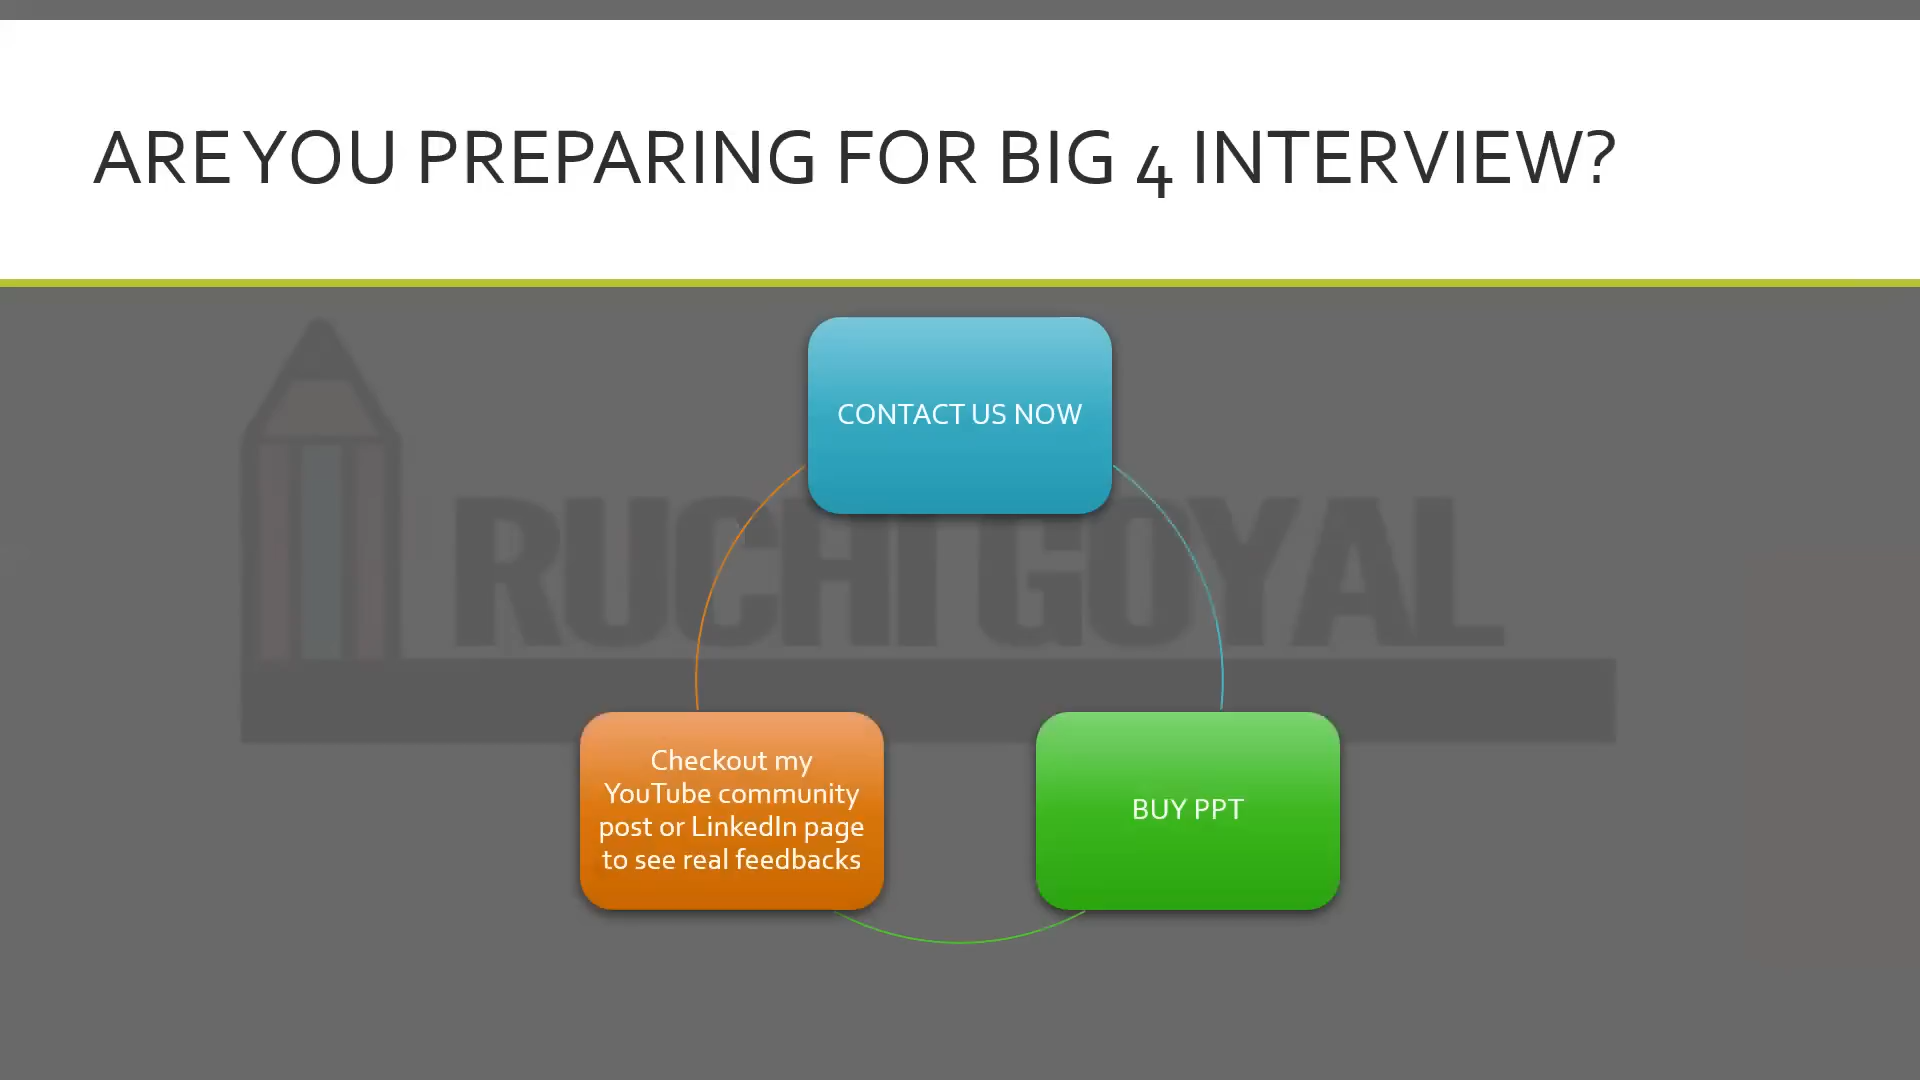 ARE YOU PREPARING FOR BIG 4 INTERVIEW?
CONTACT US NOW
RUCHI GOYAL
Checkout my
YouTube community
post or LinkedIn page
to see real feedbacks
BUY PPT